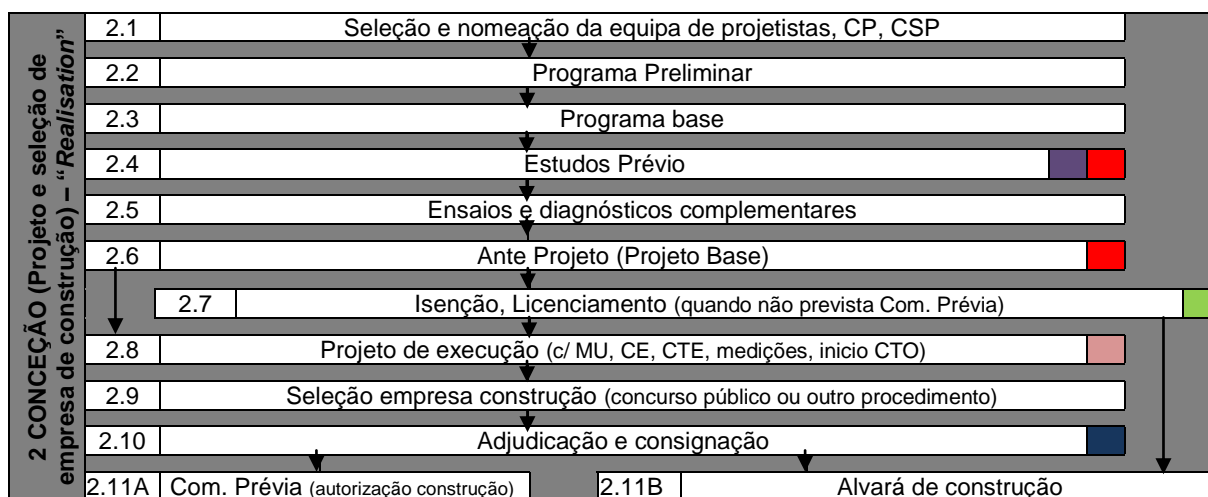 2 CONCEÇÃO (Projeto e seleção de
empresa de construção) – “Realisation”
2.1 Seleção e nomeação da equipa de projetistas, CP, CSP
2.2 Programa Preliminar
2.3 Programa base
2.4 Estudos Prévio
2.5 Ensaios e diagnósticos complementares
2.6 Ante Projeto (Projeto Base)
2.7 Isenção, Licenciamento (quando não prevista Com. Prévia)
2.8 Projeto de execução (c/ MU, CE, CTE, medições, inicio CTO)
2.9 Seleção empresa construção (concurso público ou outro procedimento)
2.10 Adjudicação e consignação
2.11A Com. Prévia (autorização construção) 2.11B Alvará de construção